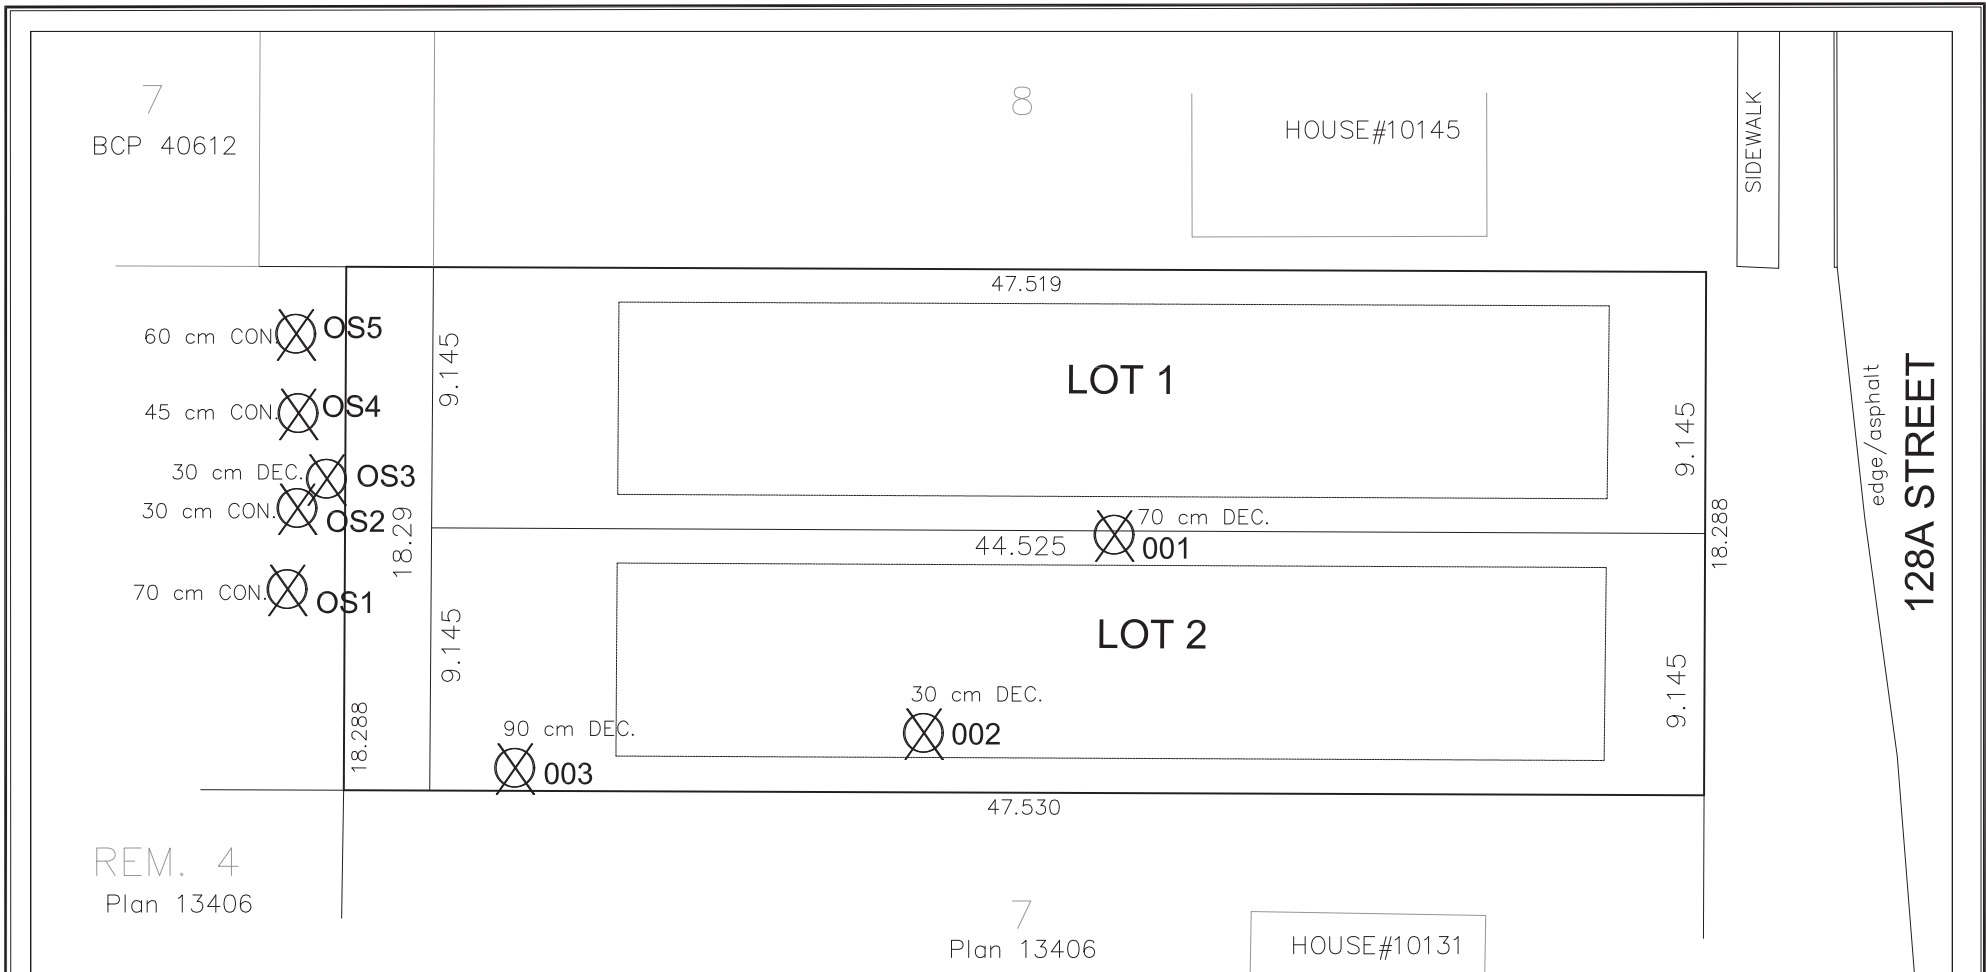 7
BCP 40612
8
HOUSE#10145
SIDEWALK
47.519
60 cm CON.
OS5
9.145
LOT 1
45 cm CON.
OS4
9.145
edge/asphalt
128A STREET
30 cm DEC.
OS3
30 cm CON.
OS2
18.29
70 cm DEC.
44.525
001
18.288
70 cm CON.
OS1
9.145
LOT 2
9.145
30 cm DEC.
002
90 cm DEC.
003
18.288
47.530
REM. 4
Plan 13406
7
Plan 13406
HOUSE#10131